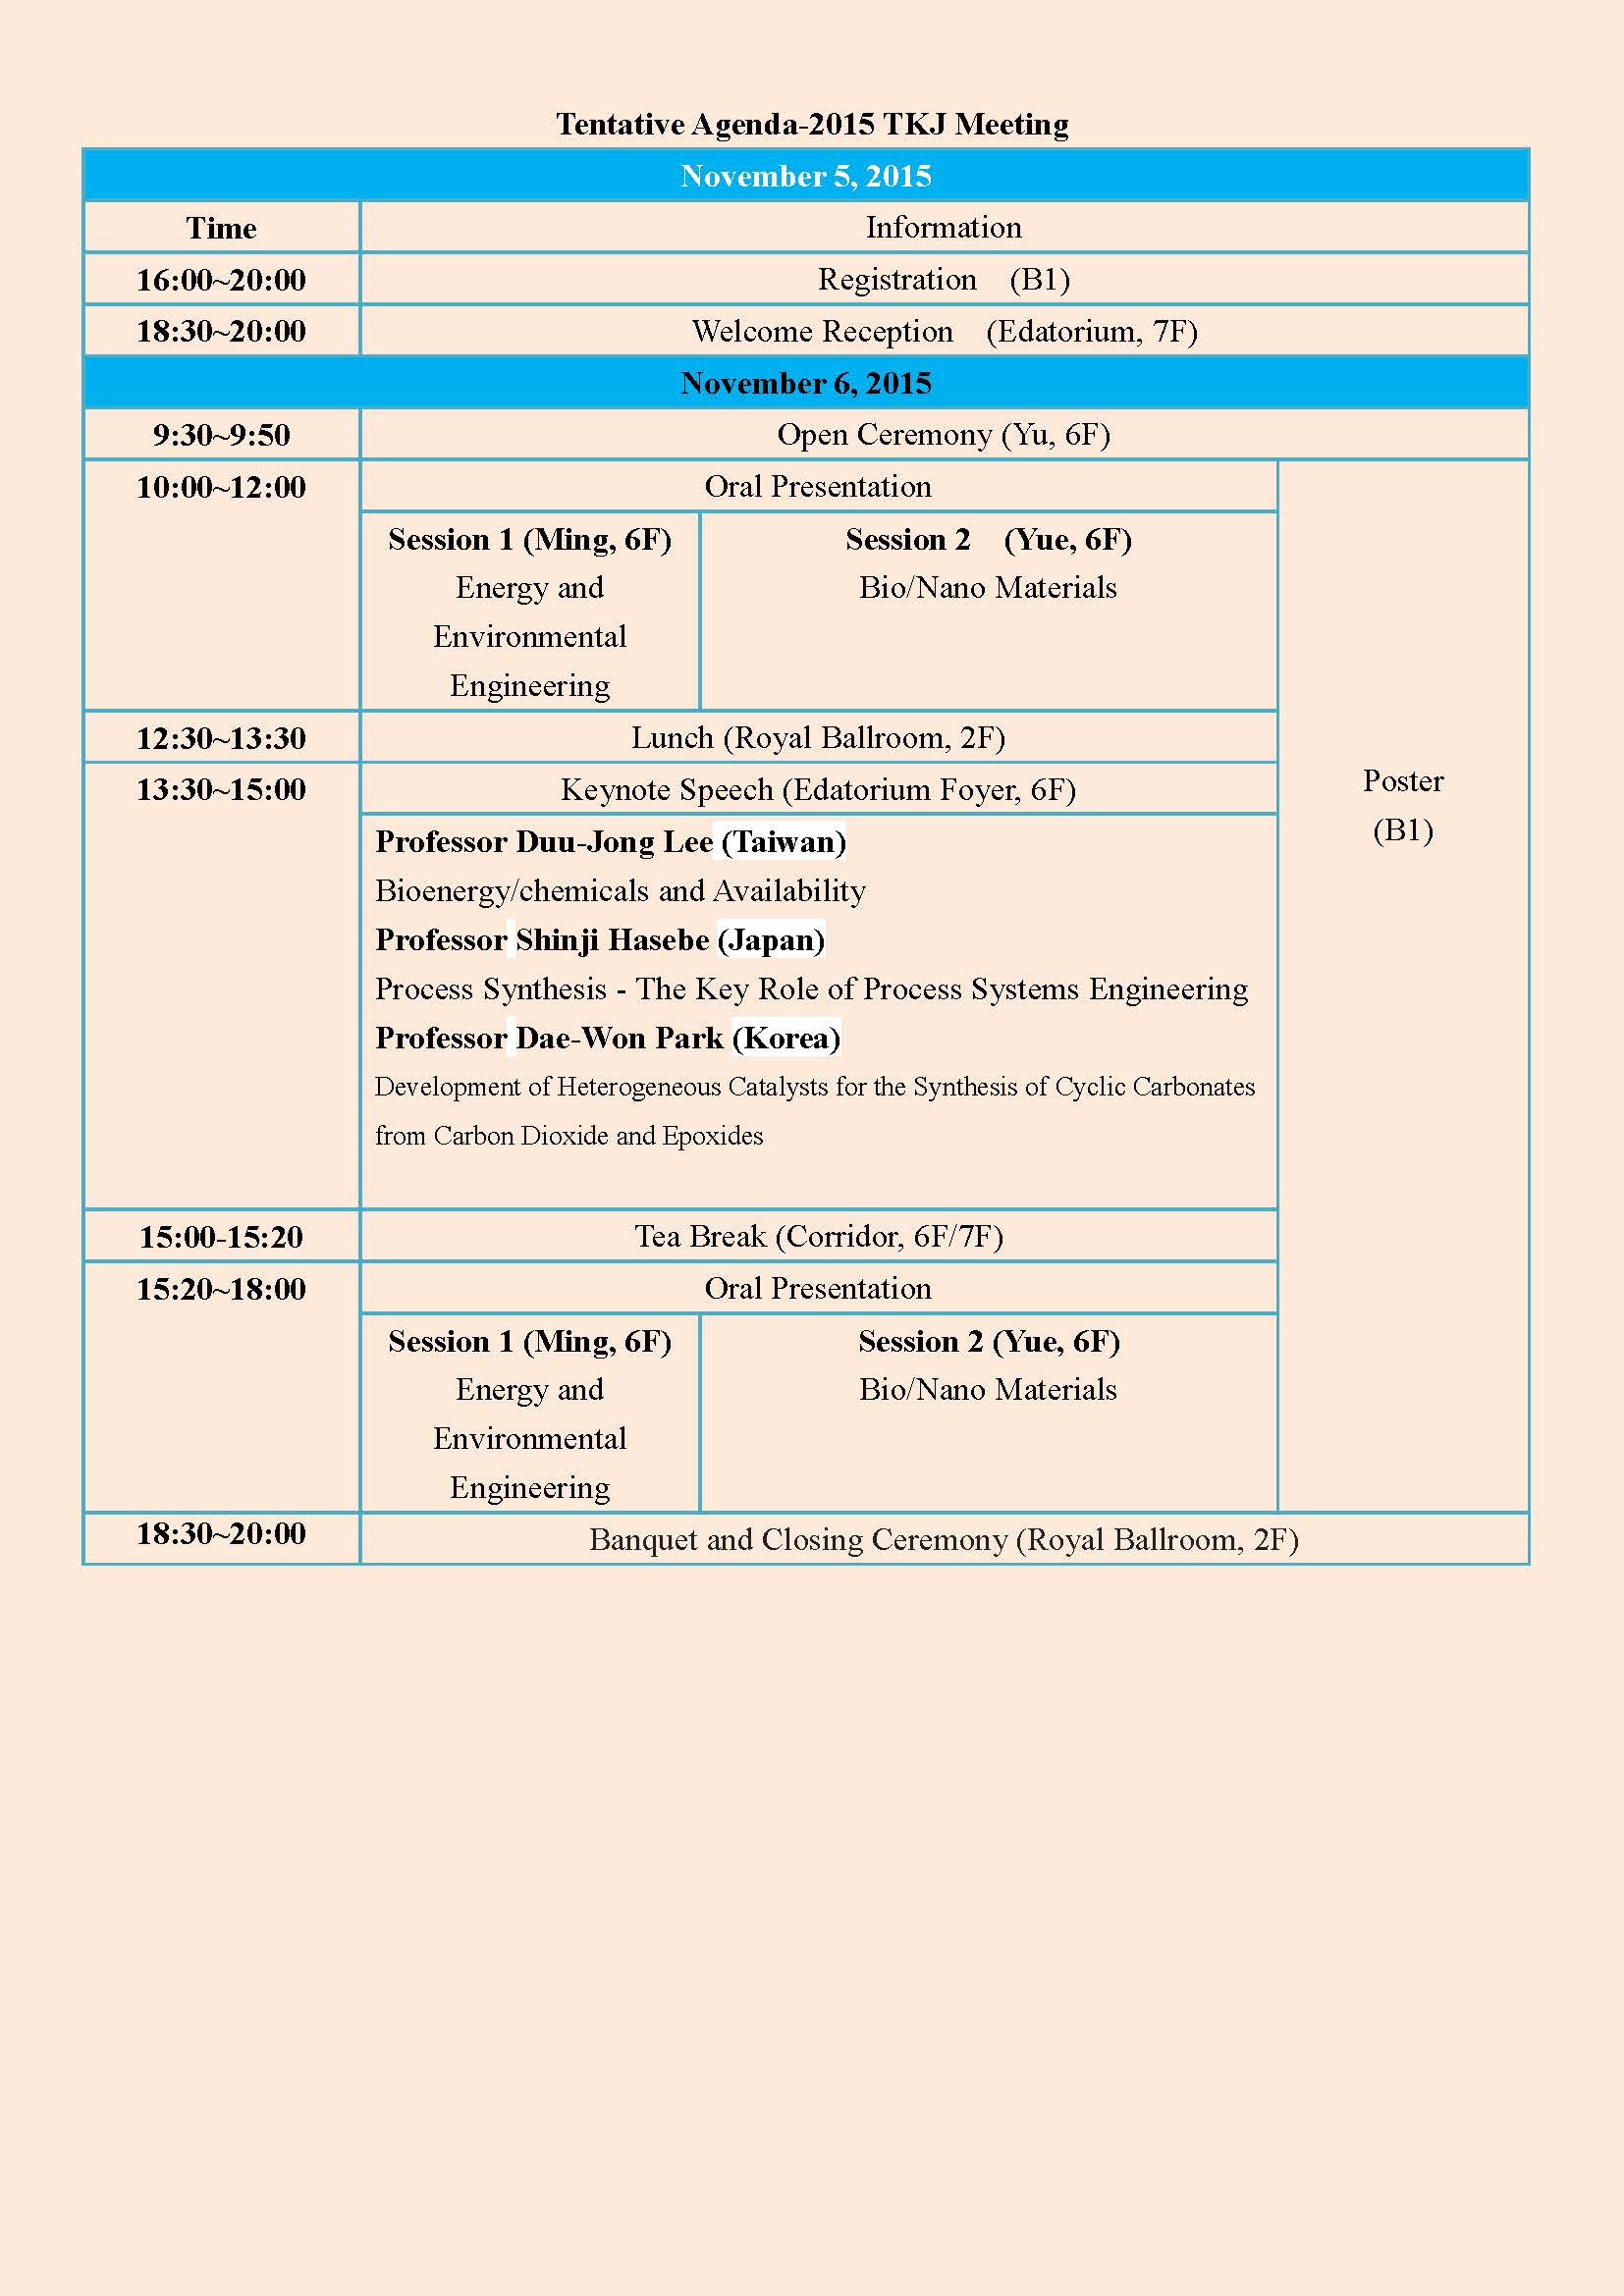 Tentative Agenda-2015 TKJ Meeting
November 5, 2015
Time
Information
16:00~20:00
Registration (B1)
18:30~20:00
Welcome Reception (Edatorium, 7F)
November 6, 2015
9:30~9:50
Open Ceremony (Yu, 6F)
10:00~12:00
Oral Presentation
Session 1 (Ming, 6F)
Energy and
Environmental
Engineering
Session 2 (Yue, 6F)
Bio/Nano Materials
Poster
(B1)
12:30~13:30
Lunch (Royal Ballroom, 2F)
13:30~15:00
Keynote Speech (Edatorium Foyer, 6F)
Professor Duu-Jong Lee (Taiwan)
Bioenergy/chemicals and Availability
Professor Shinji Hasebe (Japan)
Process Synthesis - The Key Role of Process Systems Engineering
Professor Dae-Won Park (Korea)
Development of Heterogeneous Catalysts for the Synthesis of Cyclic Carbonates
from Carbon Dioxide and Epoxides
15:00-15:20
Tea Break (Corridor, 6F/7F)
15:20~18:00
Oral Presentation
Session 1 (Ming, 6F)
Energy and
Environmental
Engineering
Session 2 (Yue, 6F)
Bio/Nano Materials
18:30~20:00
Banquet and Closing Ceremony (Royal Ballroom, 2F)